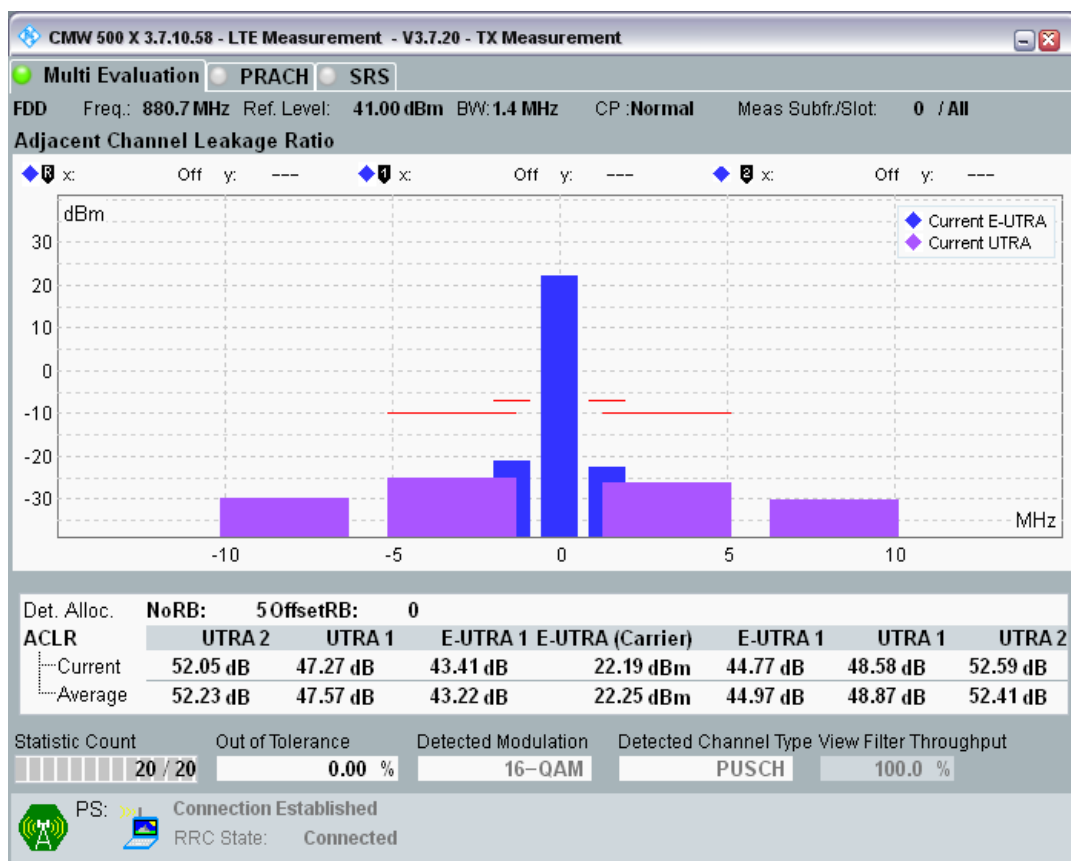 CMW 500 X 3.7.10.58 - LTE Measurement - V3.7.20 - TX Measurement
Multi Evaluation PRACH SRS
FDD Freq.: 880.7 MHz Ref. Level: 41.00 dBm BW: 1.4 MHz CP :Normal Meas Subfr./Slot: 0 / All
Adjacent Channel Leakage Ratio
R x: Off y: --- 1 x: Off y: --- 2 x: Off y: ---
dBm
Current E-UTRA
Current UTRA
30
20
10
0
-10
-20
-30
MHz
-10 -5 0 5 10
Det. Alloc. NoRB: 5 OffsetRB: 0
ACLR UTRA 2 UTRA 1 E-UTRA 1 E-UTRA (Carrier) E-UTRA 1 UTRA 1 UTRA 2
Current 52.05 dB 47.27 dB 43.41 dB 22.19 dBm 44.77 dB 48.58 dB 52.59 dB
Average 52.23 dB 47.57 dB 43.22 dB 22.25 dBm 44.97 dB 48.87 dB 52.41 dB
Statistic Count Out of Tolerance Detected Modulation Detected Channel Type View Filter Throughput
20 / 20 0.00 % 16-QAM PUSCH 100.0 %
PS: Connection Established
RRC State: Connected